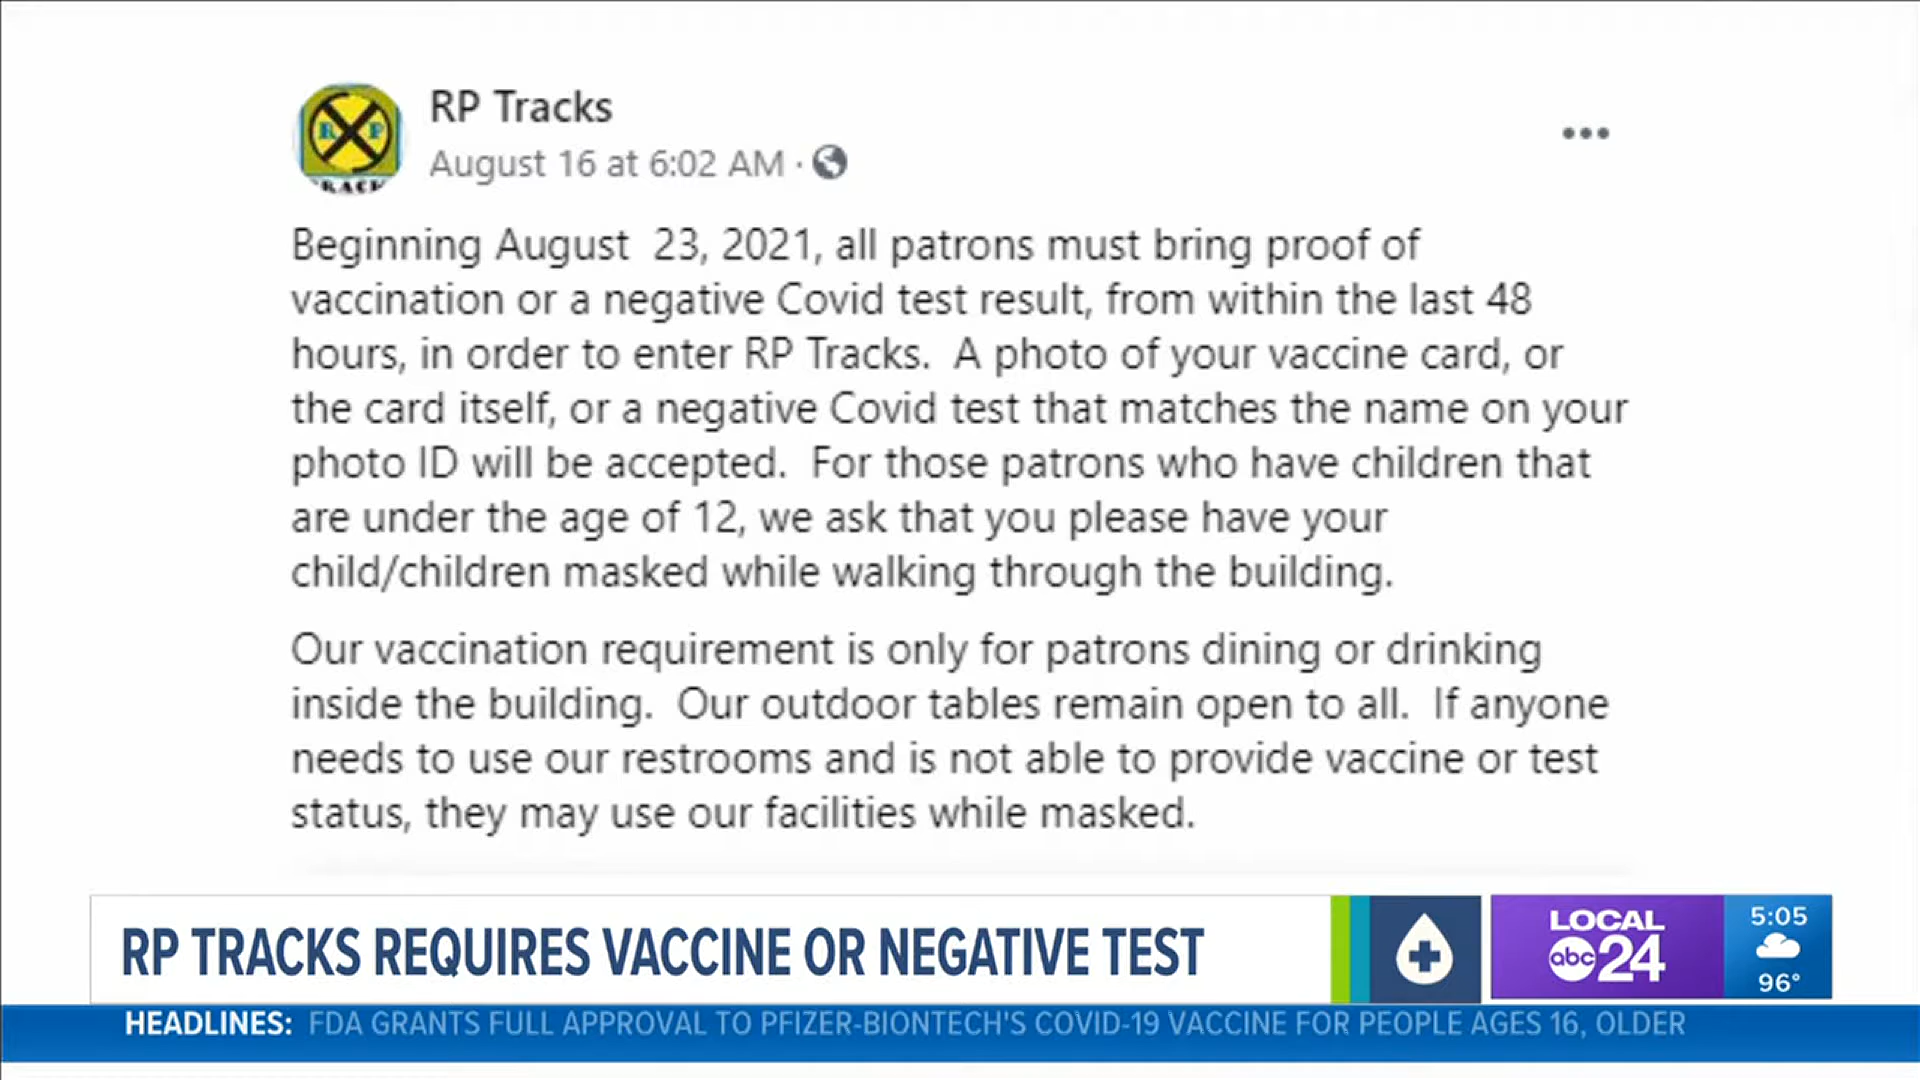 RP Tracks
August 16 at 6:02 AM ·
R P
RACK
Beginning August  23, 2021, all patrons must bring proof of
vaccination or a negative Covid test result, from within the last 48
hours, in order to enter RP Tracks.  A photo of your vaccine card, or
the card itself, or a negative Covid test that matches the name on your
photo ID will be accepted.  For those patrons who have children that
are under the age of 12, we ask that you please have your
child/children masked while walking through the building.
Our vaccination requirement is only for patrons dining or drinking
inside the building.  Our outdoor tables remain open to all.  If anyone
needs to use our restrooms and is not able to provide vaccine or test
status, they may use our facilities while masked.
RP TRACKS REQUIRES VACCINE OR NEGATIVE TEST
LOCAL
abc 24
5:05
96°
HEADLINES: FDA GRANTS FULL APPROVAL TO PFIZER-BIONTECH'S COVID-19 VACCINE FOR PEOPLE AGES 16, OLDER